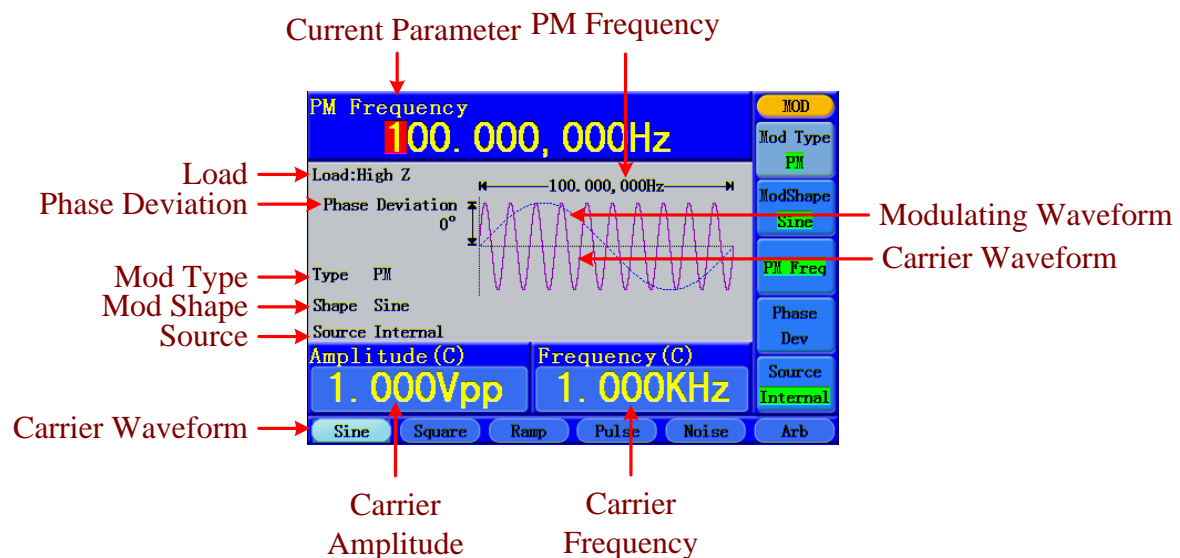 Current Parameter
PM Frequency
PM Frequency
100. 000, 000Hz
Load:High Z
100. 000, 000Hz
Phase Deviation
0°
Type PM
Shape Sine
Source Internal
Amplitude(C)
1. 000Vpp
Frequency(C)
1. 000KHz
Sine
Square
Ramp
Pulse
Noise
Arb
MOD
Mod Type
PM
ModShape
Sine
PM Freq
Phase
Dev
Source
Internal
Load
Phase Deviation
Mod Type
Mod Shape
Source
Carrier Waveform
Modulating Waveform
Carrier Waveform
Carrier
Amplitude
Carrier
Frequency